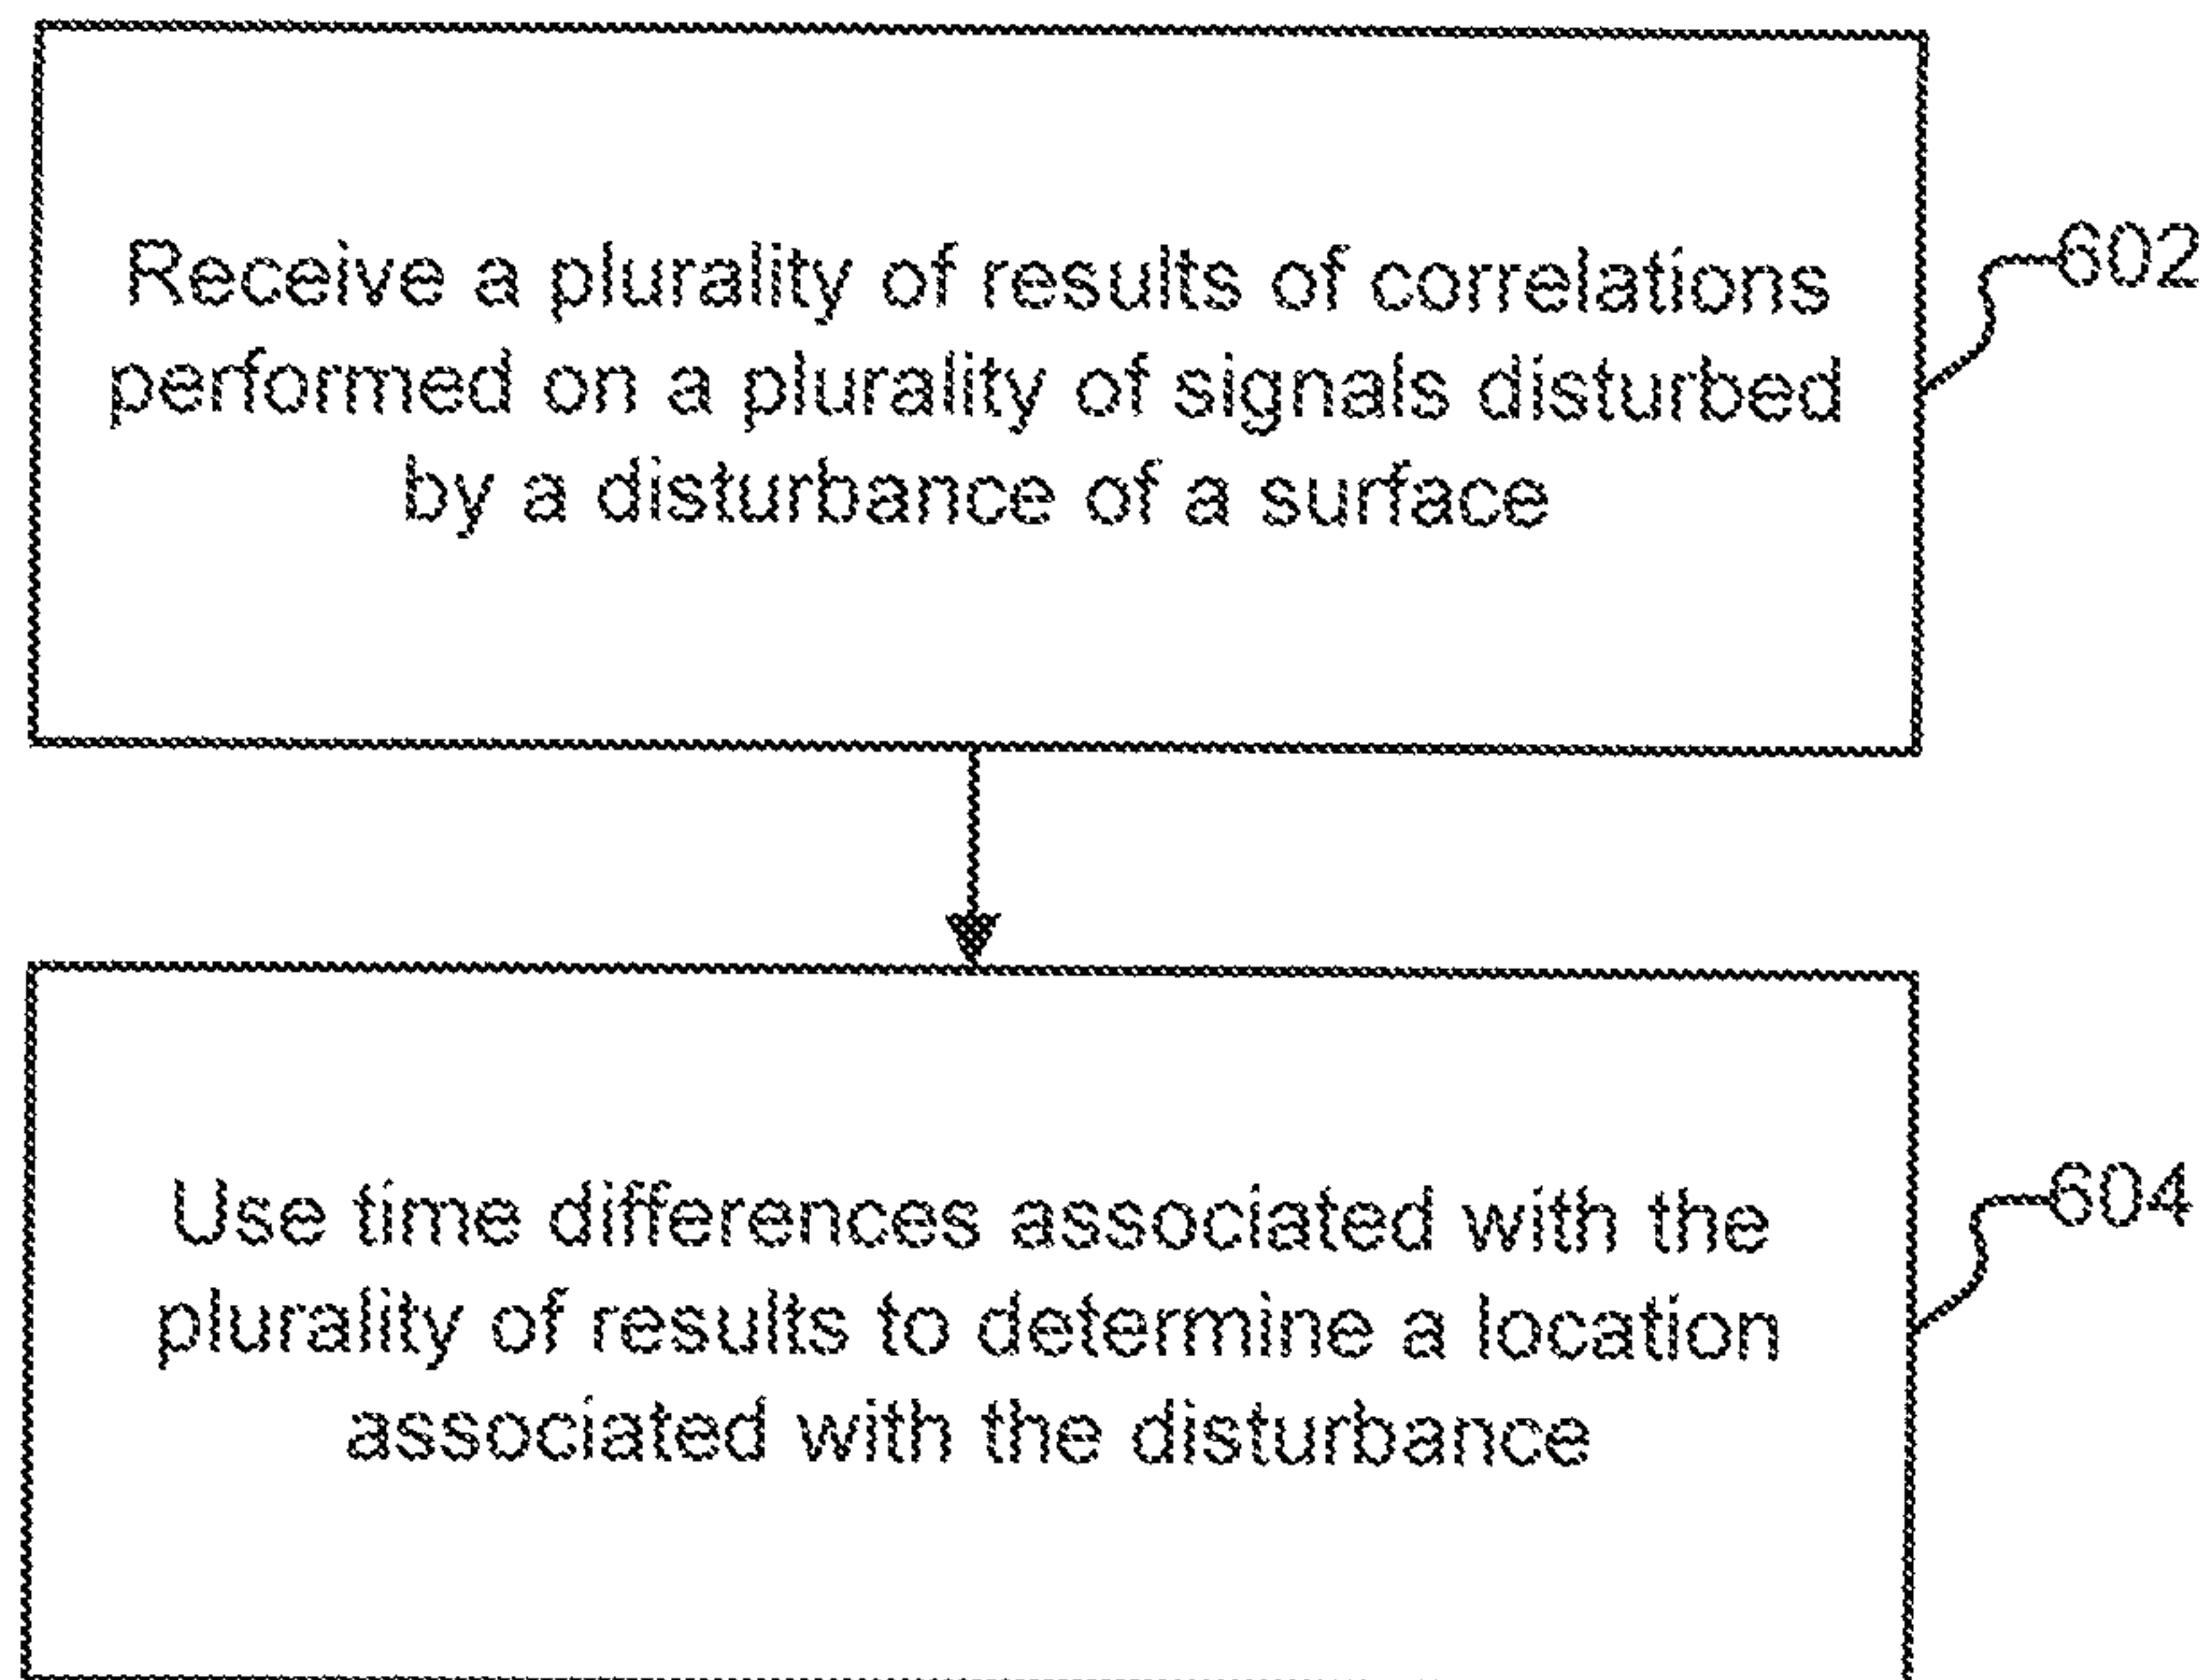 Receive a plurality of results of correlations
performed on a plurality of signals disturbed
by a disturbance of a surface
602
Use time differences associated with the
plurality of results to determine a location
associated with the disturbance
604